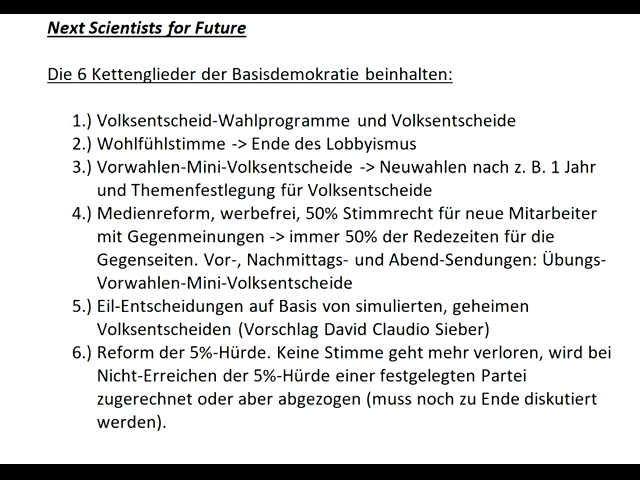 Next Scientists for Future
Die 6 Kettenglieder der Basisdemokratie beinhalten:
1.) Volksentscheid-Wahlprogramme und Volksentscheide
2.) Wohlfühlstimme -> Ende des Lobbyismus
3.) Vorwahlen-Mini-Volksentscheide -> Neuwahlen nach z. B. 1 Jahr
und Themenfestlegung für Volksentscheide
4.) Medienreform, werbefrei, 50% Stimmrecht für neue Mitarbeiter
mit Gegenmeinungen -> immer 50% der Redezeiten für die
Gegenseiten. Vor-, Nachmittags- und Abend-Sendungen: Übungs-
Vorwahlen-Mini-Volksentscheide
5.) Eil-Entscheidungen auf Basis von simulierten, geheimen
Volksentscheiden (Vorschlag David Claudio Sieber)
6.) Reform der 5%-Hürde. Keine Stimme geht mehr verloren, wird bei
Nicht-Erreichen der 5%-Hürde einer festgelegten Partei
zugerechnet oder aber abgezogen (muss noch zu Ende diskutiert
werden).